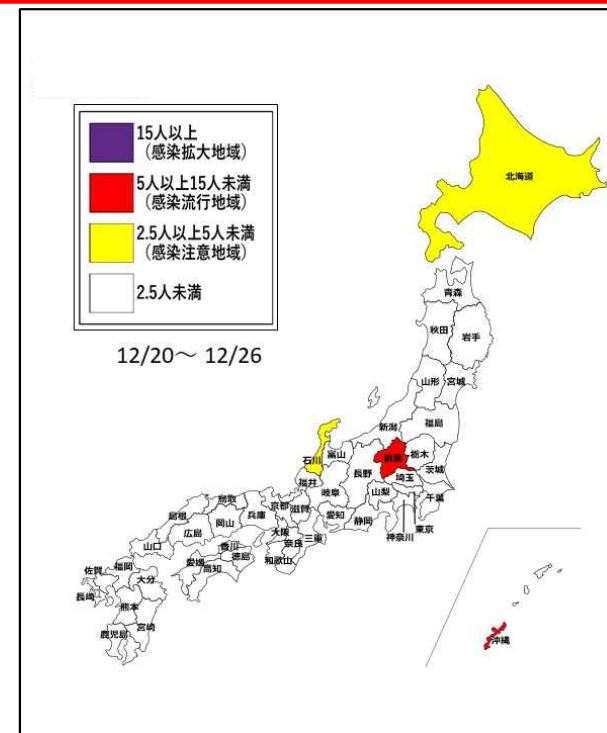 15人以上
(感染拡大地域)
5人以上15人未満
(感染流行地域)
2.5人以上5人未満
(感染注意地域)
2.5人未満
12/20～ 12/26
北海道
青森
秋田
岩手
山形
宮城
新潟
福島
石川
富山
群馬
栃木
福井
長野
埼玉
茨城
岐阜
山梨
千葉
鳥取
京都
滋賀
愛知
静岡
東京
島根
岡山
兵庫
神奈川
広島
大阪
奈良
三重
山口
香川
和歌山
徳島
愛媛
高知
佐賀
福岡
大分
長崎
熊本
宮崎
鹿児島
沖縄